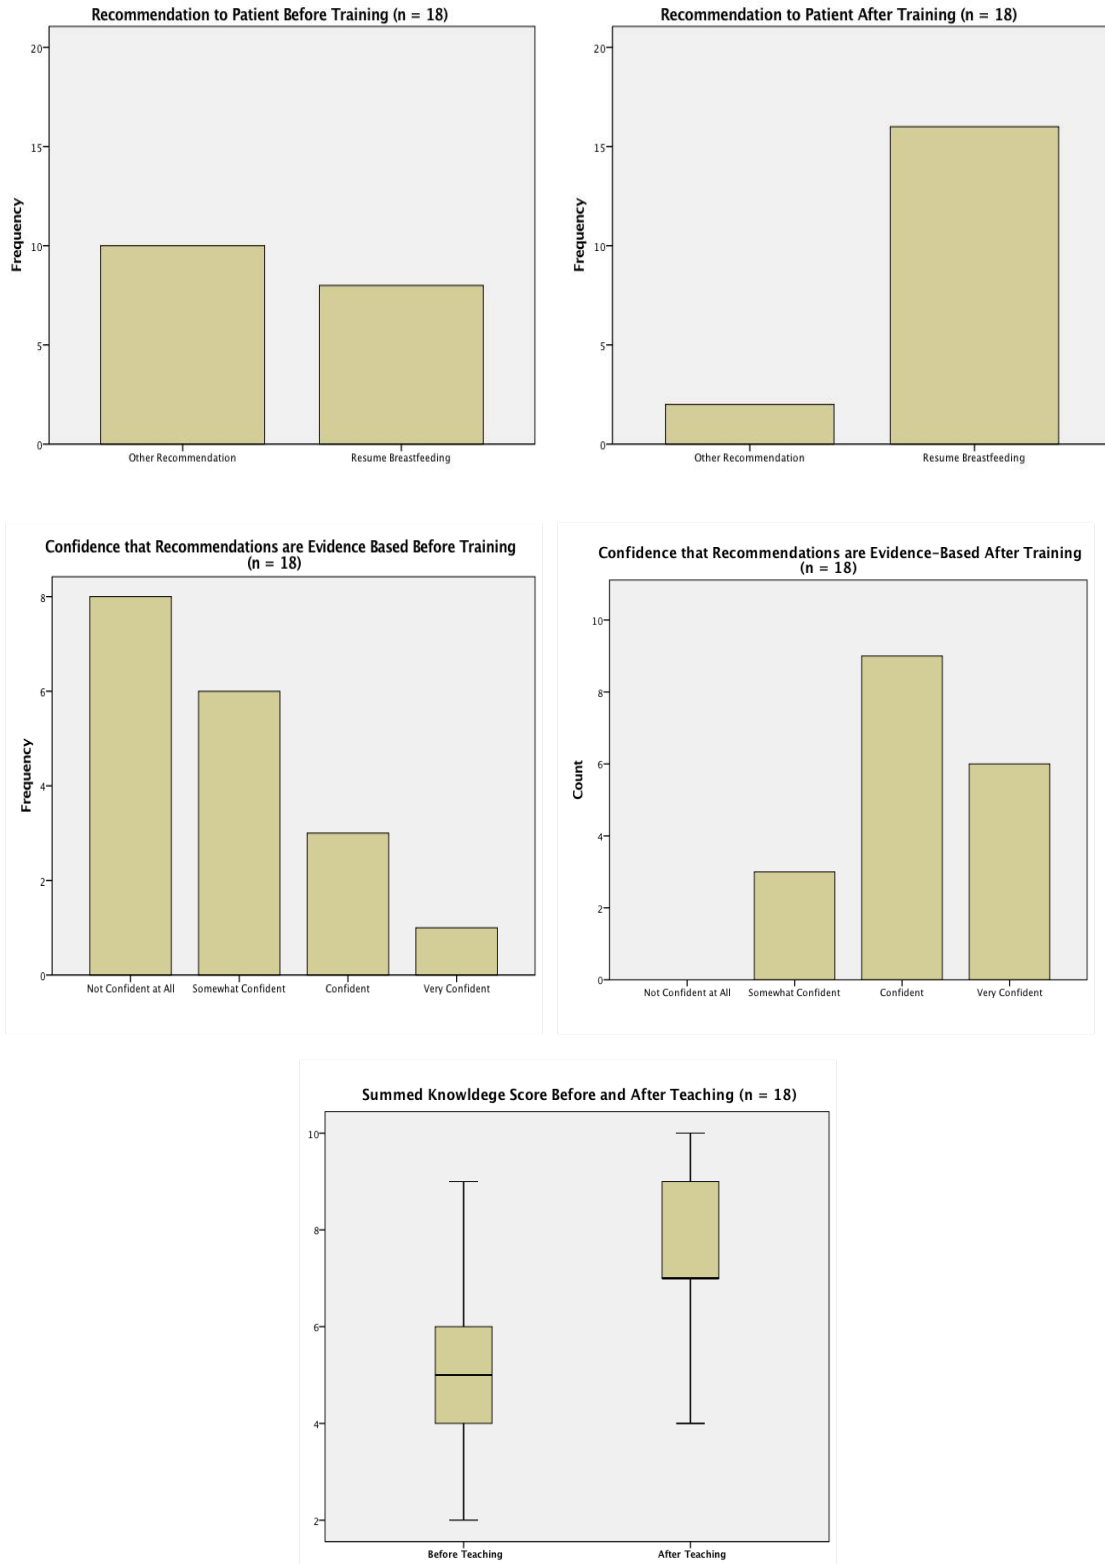 Recommendation to Patient Before Training (n = 18)
20
15
10
5
0
Frequency
Other Recommendation
Resume Breastfeeding
Recommendation to Patient After Training (n = 18)
20
15
10
5
0
Frequency
Other Recommendation
Resume Breastfeeding
Confidence that Recommendations are Evidence Based Before Training
(n = 18)
8
6
4
2
0
Frequency
Not Confident at All
Somewhat Confident
Confident
Very Confident
Confidence that Recommendations are Evidence-Based After Training
(n = 18)
10
8
6
4
2
0
Count
Not Confident at All
Somewhat Confident
Confident
Very Confident
Summed Knowldege Score Before and After Teaching (n = 18)
10
8
6
4
2
Before Teaching
After Teaching